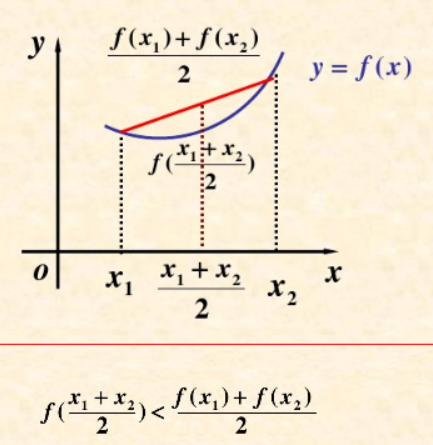 y
f(x₁)+f(x₂)/2
y = f(x)
f(x₁+x₂/2)
o
x₁
x₁+x₂/2
x₂
x
f(x₁+x₂/2)<f(x₁)+f(x₂)/2